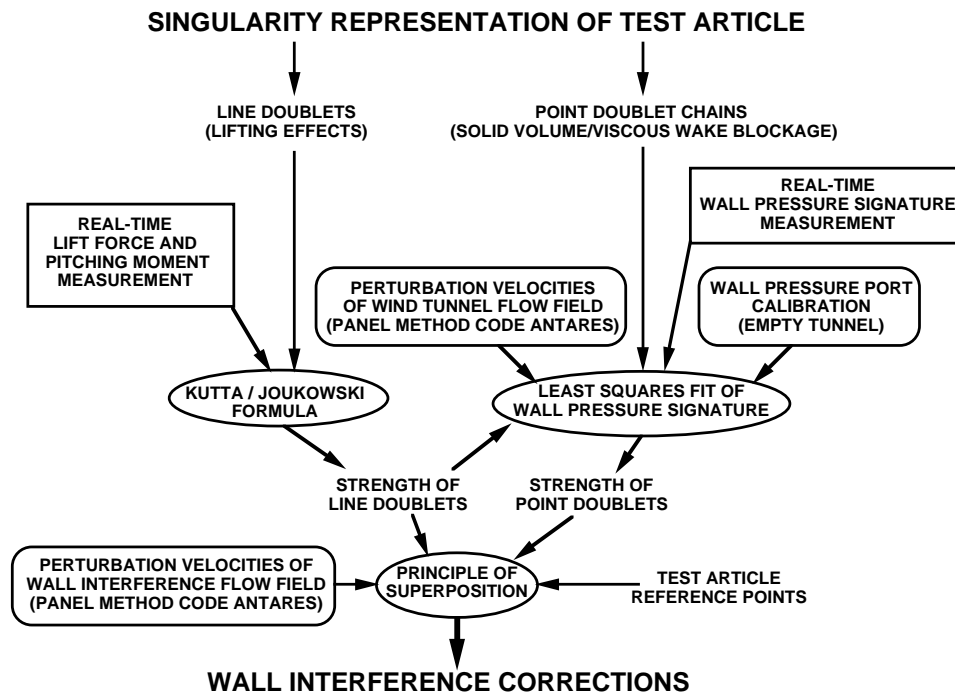 SINGULARITY REPRESENTATION OF TEST ARTICLE
LINE DOUBLETS
(LIFTING EFFECTS)
POINT DOUBLET CHAINS
(SOLID VOLUME/VISCOUS WAKE BLOCKAGE)
REAL-TIME
LIFT FORCE AND
PITCHING MOMENT
MEASUREMENT
REAL-TIME
WALL PRESSURE SIGNATURE
MEASUREMENT
PERTURBATION VELOCITIES
OF WIND TUNNEL FLOW FIELD
(PANEL METHOD CODE ANTARES)
WALL PRESSURE PORT
CALIBRATION
(EMPTY TUNNEL)
KUTTA / JOUKOWSKI
FORMULA
LEAST SQUARES FIT OF
WALL PRESSURE SIGNATURE
STRENGTH OF
LINE DOUBLETS
STRENGTH OF
POINT DOUBLETS
PERTURBATION VELOCITIES OF
WALL INTERFERENCE FLOW FIELD
(PANEL METHOD CODE ANTARES)
PRINCIPLE OF
SUPERPOSITION
TEST ARTICLE
REFERENCE POINTS
WALL INTERFERENCE CORRECTIONS